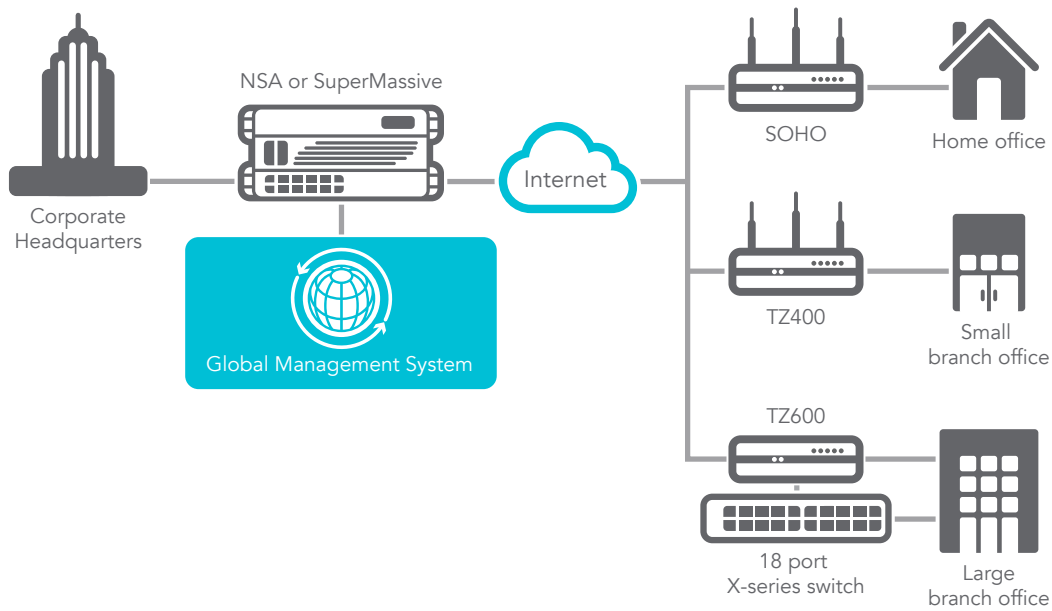 NSA or SuperMassive
Corporate
Headquarters
Global Management System
Internet
SOHO
Home office
TZ400
Small
branch office
TZ600
18 port
X-series switch
Large
branch office